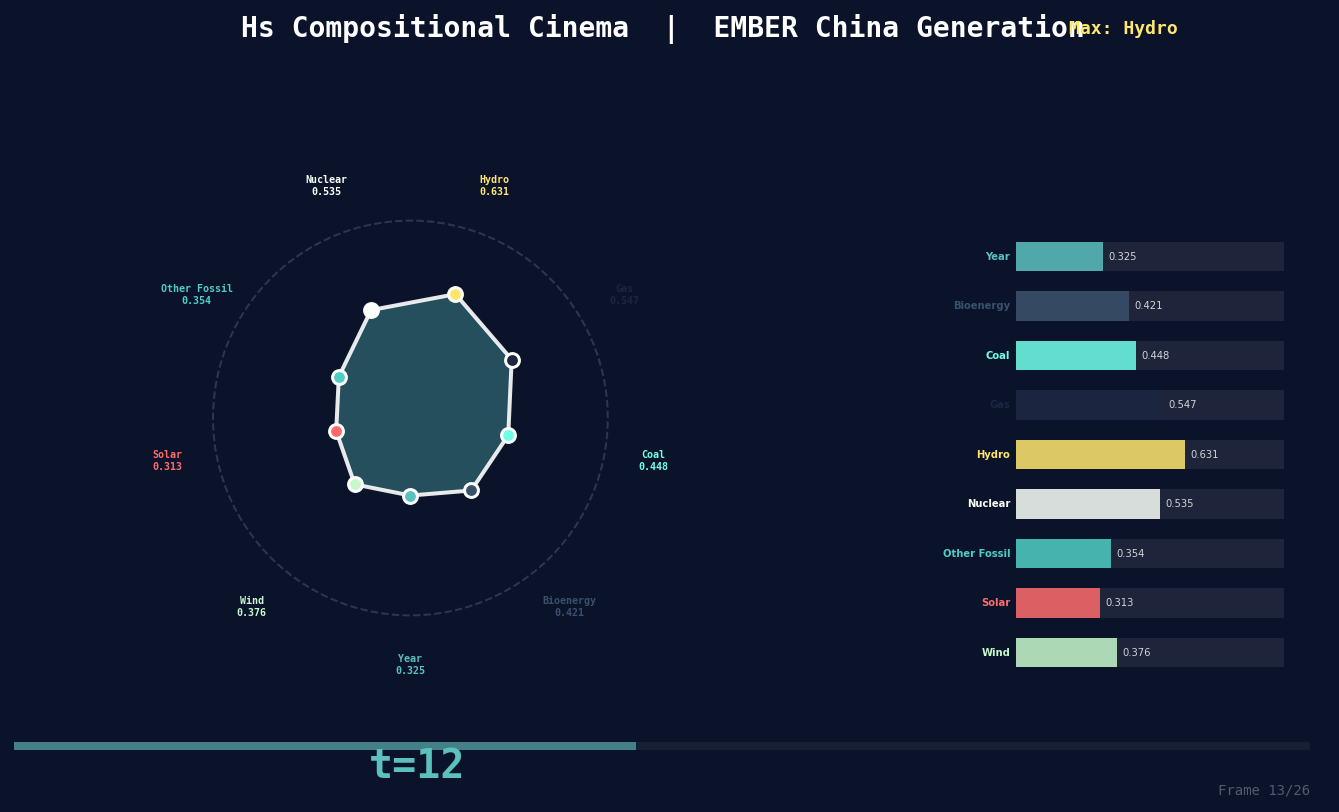 Hs Compositional Cinema | EMBER China Generation
Max: Hydro
Nuclear
0.535
Hydro
0.631
Other Fossil
0.354
Gas
0.547
Solar
0.313
Coal
0.448
Wind
0.376
Bioenergy
0.421
Year
0.325
Year 0.325
Bioenergy 0.421
Coal 0.448
Gas 0.547
Hydro 0.631
Nuclear 0.535
Other Fossil 0.354
Solar 0.313
Wind 0.376
t=12
Frame 13/26